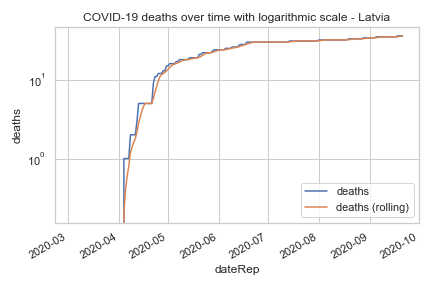 COVID-19 deaths over time with logarithmic scale - Latvia
deaths
10¹
10⁰
deaths
deaths (rolling)
2020-03
2020-04
2020-05
2020-06
2020-07
2020-08
2020-09
2020-10
dateRep